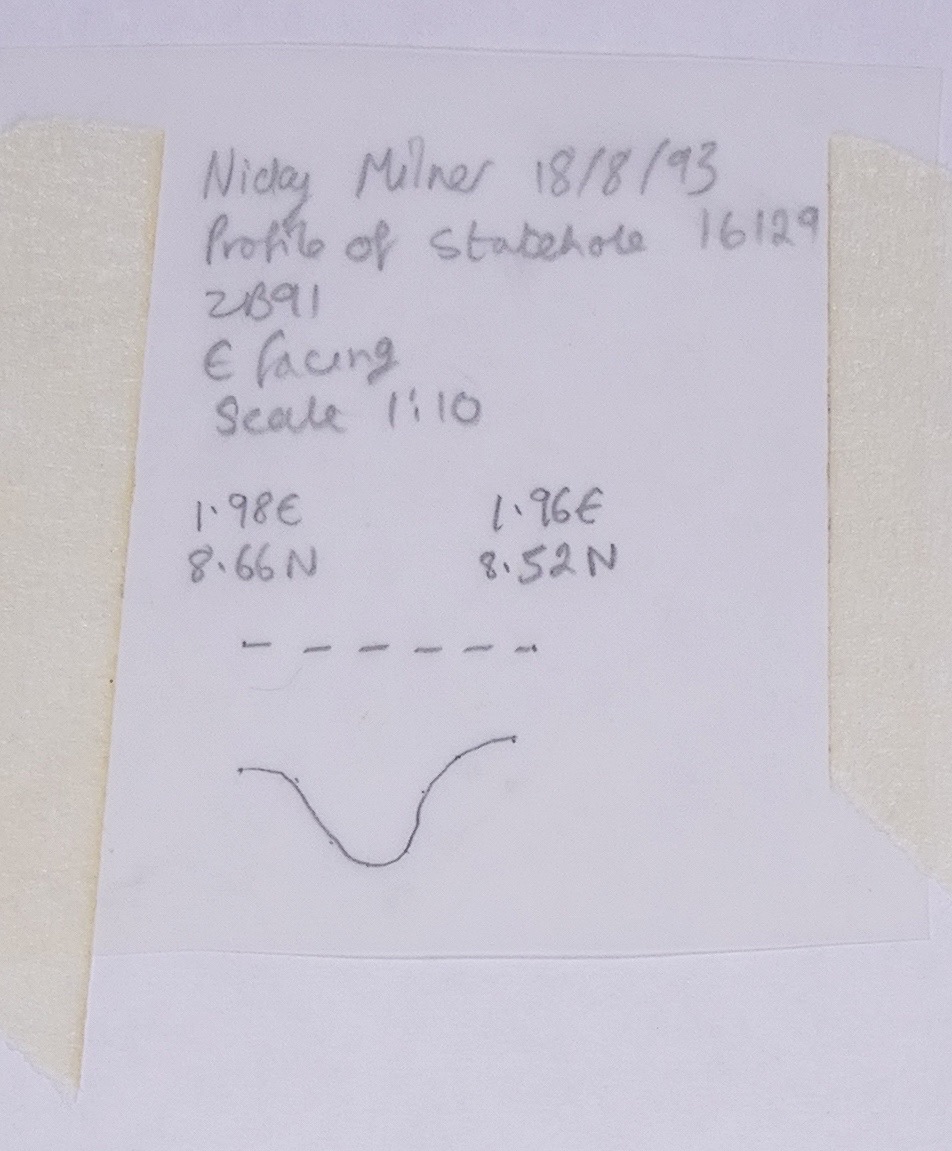 Nicky Milner 18/8/93
Profile of stakehole 16129
2B91
E facing
Scale 1:10
1.98E 1.96E
8.66N 8.52N